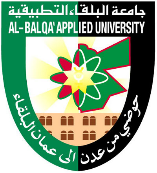 جامعة البلقاء التطبيقية
AL-BALQA' APPLIED UNIVERSITY
حوضي من عدن الى عمان البلقاء